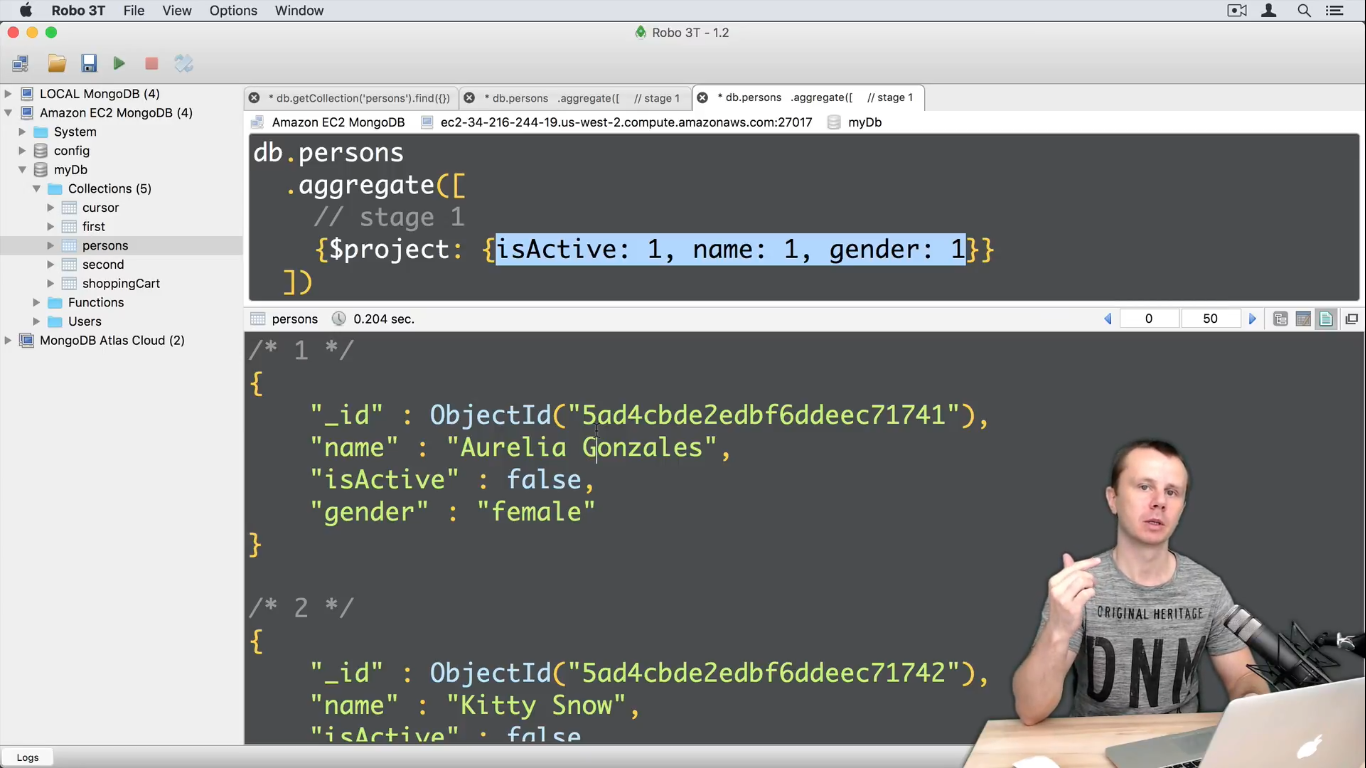 Robo 3T File View Options Window
Robo 3T - 1.2
LOCAL MongoDB (4)
Amazon EC2 MongoDB (4)
System
config
myDb
Collections (5)
cursor
first
persons
second
shoppingCart
Functions
Users
MongoDB Atlas Cloud (2)
* db.getCollection('persons').find({}) * db.persons .aggregate([ // stage 1 * db.persons .aggregate([ // stage 1
Amazon EC2 MongoDB ec2-34-216-244-19.us-west-2.compute.amazonaws.com:27017 myDb
db.persons
.aggregate([
// stage 1
{$project: {isActive: 1, name: 1, gender: 1}}
])
persons 0.204 sec. 0 50
/* 1 */
{
"_id" : ObjectId("5ad4cbde2edbf6ddeec71741"),
"name" : "Aurelia Gonzales",
"isActive" : false,
"gender" : "female"
}
/* 2 */
{
"_id" : ObjectId("5ad4cbde2edbf6ddeec71742"),
"name" : "Kitty Snow",
"isActive" : false
ORIGINAL HERITAGE
DNM
Logs